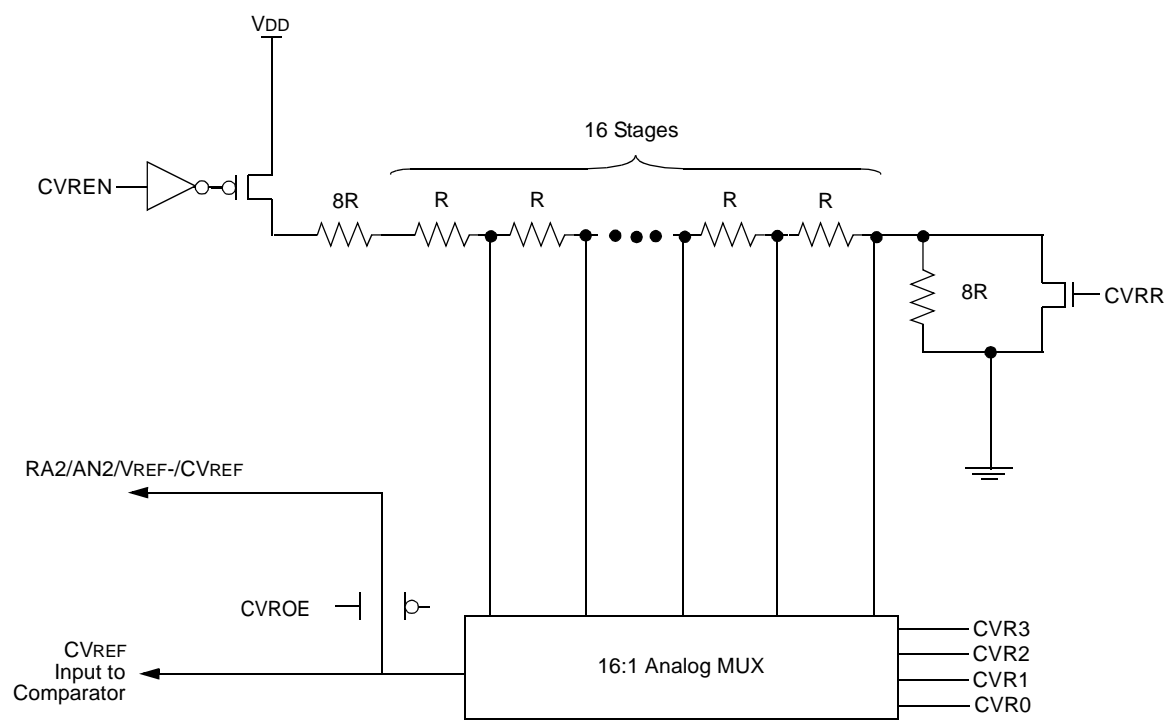 VDD
16 Stages
CVREN
8R
R
R
R
R
8R
CVRR
RA2/AN2/VREF-/CVREF
CVROE
CVREF
Input to
Comparator
16:1 Analog MUX
CVR3
CVR2
CVR1
CVR0